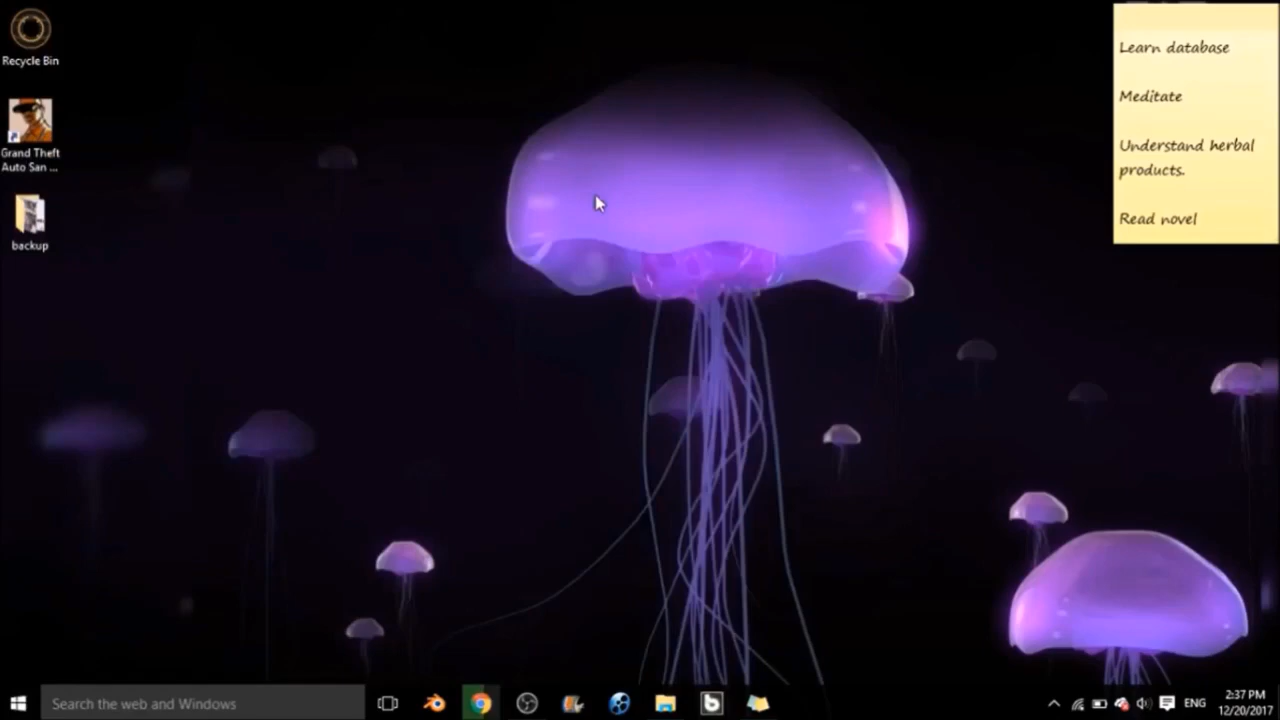 Recycle Bin
Grand Theft
Auto San ...
backup
Learn database
Meditate
Understand herbal
products.
Read novel
Search the web and Windows
ENG
2:37 PM
12/20/2017